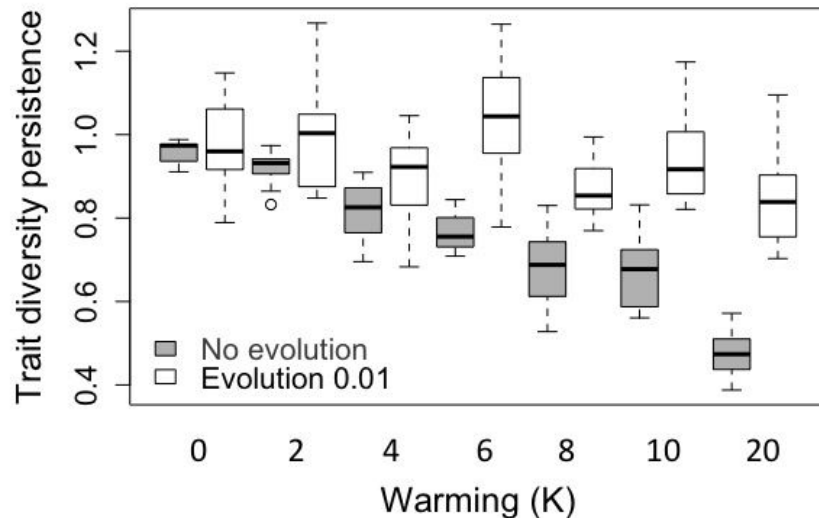 Trait diversity persistence
1.2
1.0
0.8
0.6
0.4
No evolution
Evolution 0.01
0 2 4 6 8 10 20
Warming (K)